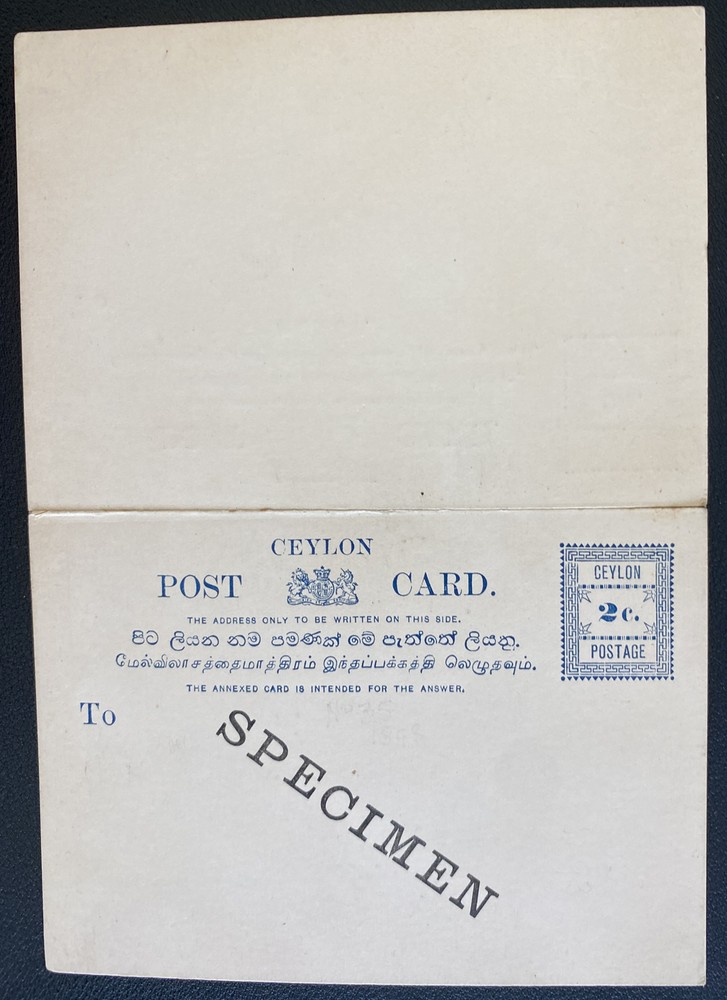 CEYLON
POST CARD.
THE ADDRESS ONLY TO BE WRITTEN ON THIS SIDE.
පිට ලියන නම පමණක් මේ පැත්තේ ලියතු.
மேல்விலாசத்தைமாத்திரம் இந்தப்பக்கத்தி லெழுதவும்.
THE ANNEXED CARD IS INTENDED FOR THE ANSWER.
To
CEYLON
2c.
POSTAGE
SPECIMEN